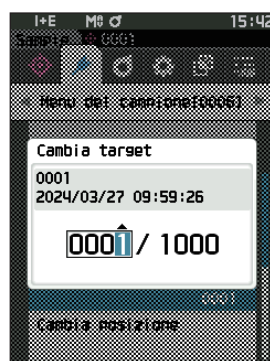 I+E M0 15:42
Sample 0001
Menu del campione[0006]
Cambia target
0001
2024/03/27 09:59:26
0001 / 1000
0001
Cambia posizione